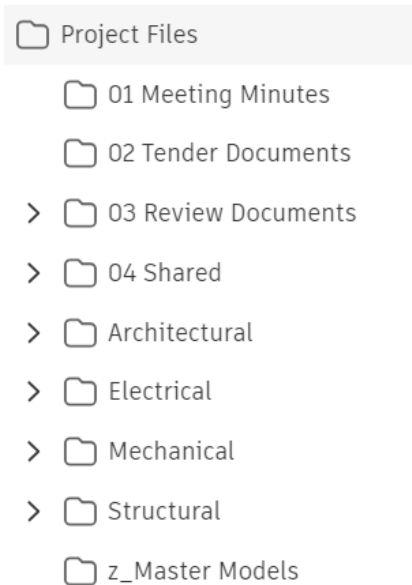 Project Files
01 Meeting Minutes
02 Tender Documents
03 Review Documents
04 Shared
Architectural
Electrical
Mechanical
Structural
z_Master Models